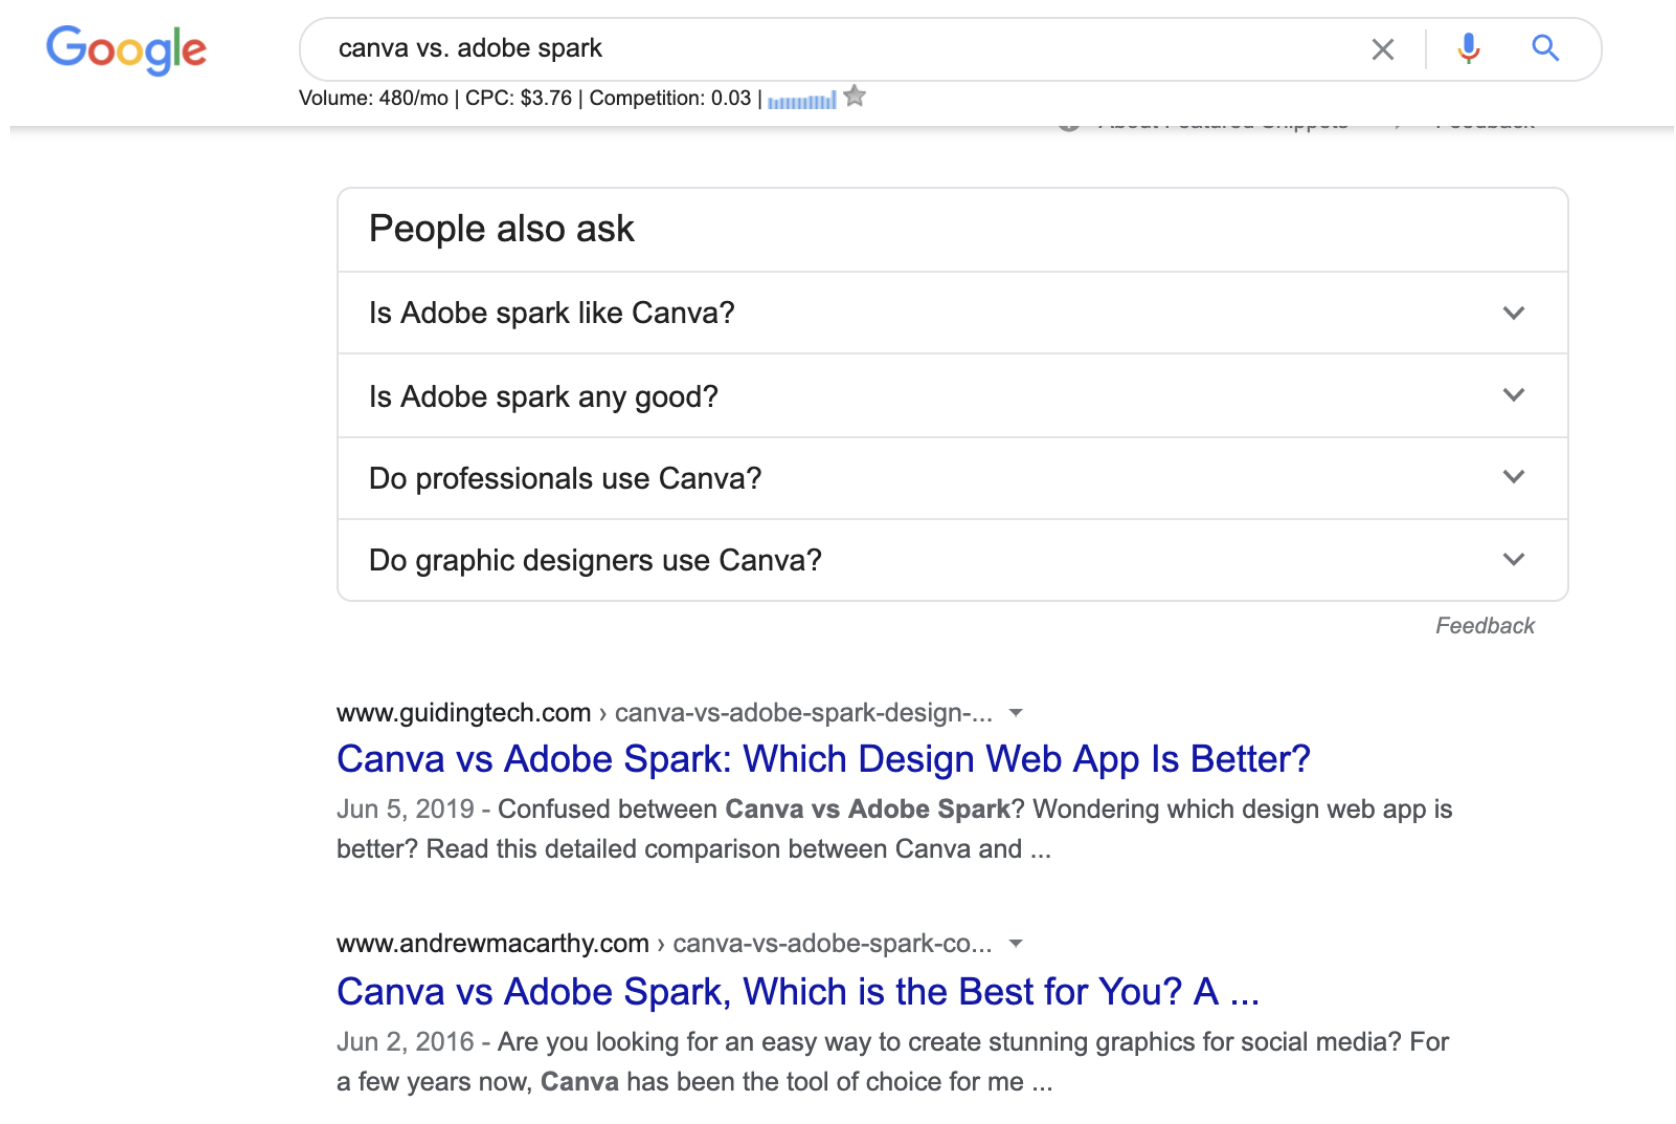 Google
canva vs. adobe spark
Volume: 480/mo | CPC: $3.76 | Competition: 0.03 |
About Featured Snippets Feedback
People also ask
Is Adobe spark like Canva?
Is Adobe spark any good?
Do professionals use Canva?
Do graphic designers use Canva?
Feedback
www.guidingtech.com › canva-vs-adobe-spark-design-...
Canva vs Adobe Spark: Which Design Web App Is Better?
Jun 5, 2019 - Confused between Canva vs Adobe Spark? Wondering which design web app is
better? Read this detailed comparison between Canva and ...
www.andrewmacarthy.com › canva-vs-adobe-spark-co...
Canva vs Adobe Spark, Which is the Best for You? A ...
Jun 2, 2016 - Are you looking for an easy way to create stunning graphics for social media? For
a few years now, Canva has been the tool of choice for me ...